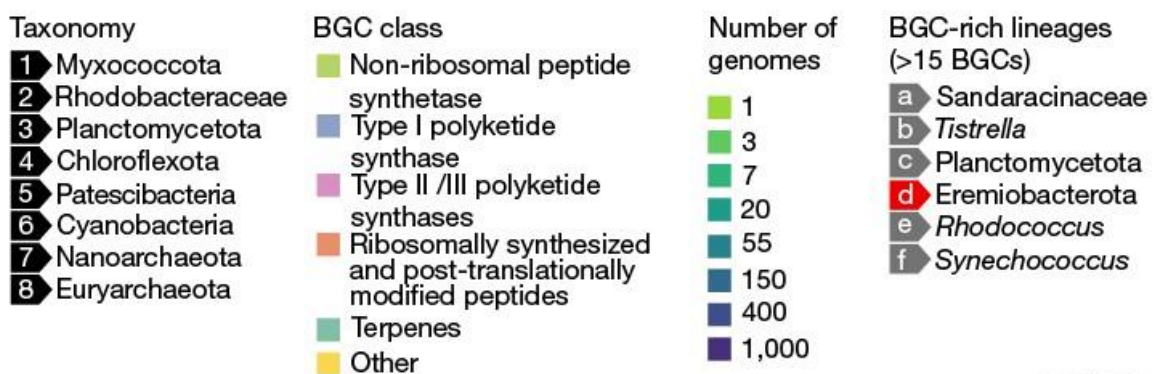 Taxonomy
1 Myxococcota
2 Rhodobacteraceae
3 Planctomycetota
4 Chloroflexota
5 Patescibacteria
6 Cyanobacteria
7 Nanoarchaeota
8 Euryarchaeota
BGC class
Non-ribosomal peptide
synthetase
Type I polyketide
synthase
Type II /III polyketide
synthases
Ribosomally synthesized
and post-translationally
modified peptides
Terpenes
Other
Number of
genomes
1
3
7
20
55
150
400
1,000
BGC-rich lineages
(>15 BGCs)
a Sandaracinaceae
b Tistrella
c Planctomycetota
d Eremiobacterota
e Rhodococcus
f Synechococcus